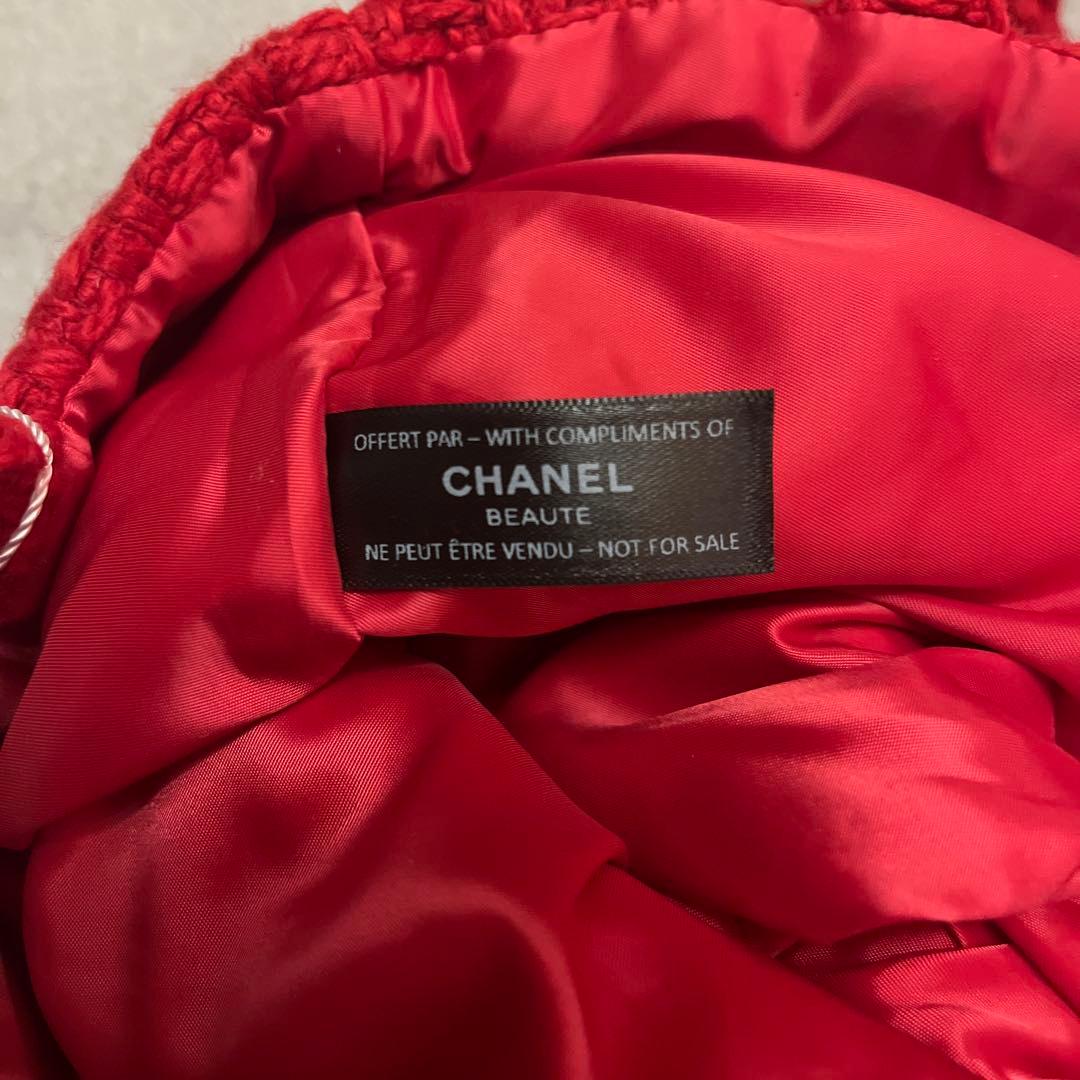 OFFERT PAR – WITH COMPLIMENTS OF
CHANEL
BEAUTE
NE PEUT ÊTRE VENDU – NOT FOR SALE